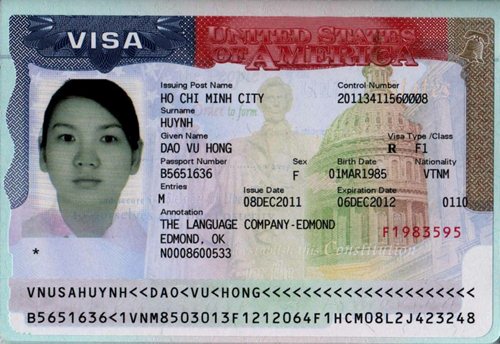 VISA
UNITED STATES
OF AMERICA
Issuing Post Name
Control Number
HO CHI MINH CITY
20113411560008
Surname
HUYNH
Given Name
Visa Type /Class
DAO VU HONG
R F1
Passport Number
Sex
Birth Date
Nationality
B5651636
F
01MAR1985
VTNM
Entries
Issue Date
Expiration Date
M
08DEC2011
06DEC2012
0110
Annotation
THE LANGUAGE COMPANY-EDMOND
F1983595
EDMOND, OK
Constitution
N0008600533
*
VNUSAHUYNH<<DAO<VU<HONG<<<<<<<<<<<<<<<<<<<<<
B5651636<1VNM8503013F1212064F1HCM08L2J423248